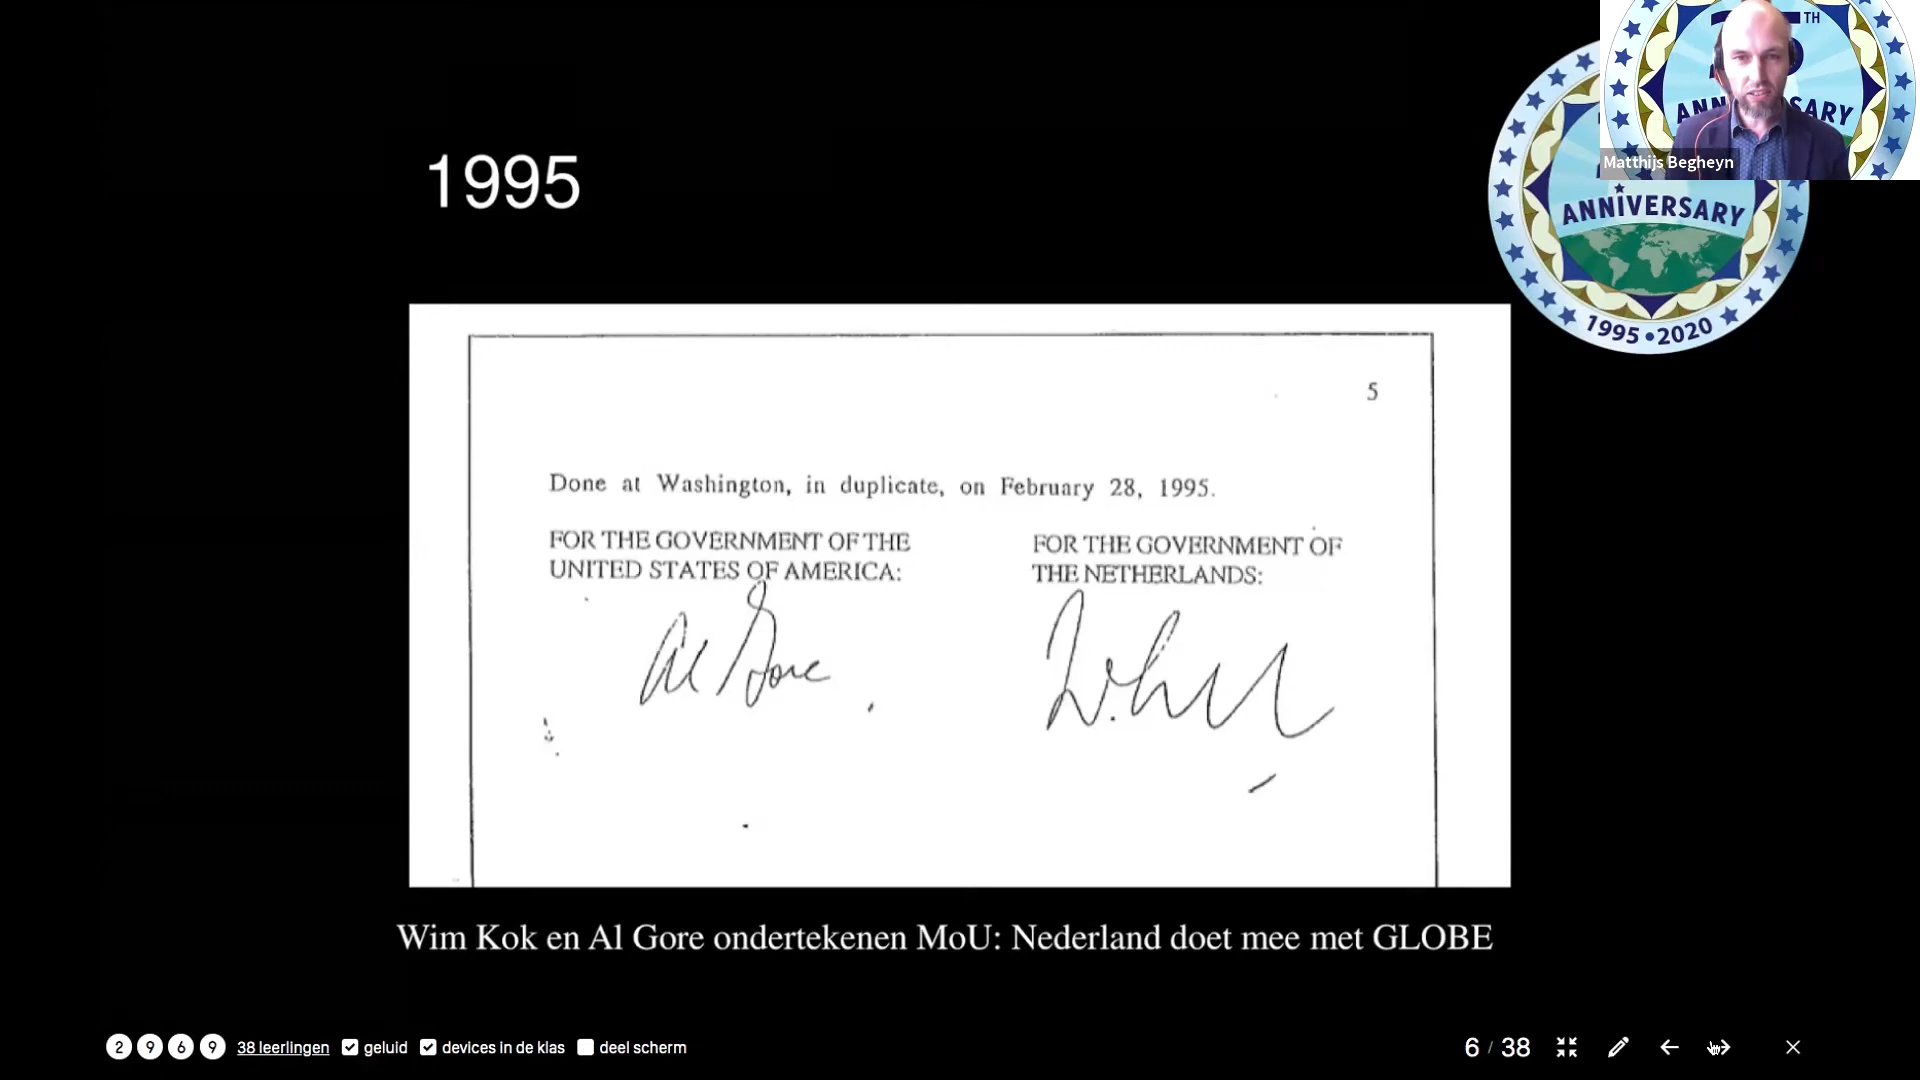 1995
TH
ANN SARY
Matthijs Begheyn
ANNIVERSARY
1995 • 2020
5
Done at Washington, in duplicate, on February 28, 1995.
FOR THE GOVERNMENT OF THE
UNITED STATES OF AMERICA:
FOR THE GOVERNMENT OF
THE NETHERLANDS:
Al Gore
Wim Kok en Al Gore ondertekenen MoU: Nederland doet mee met GLOBE
2 9 6 9 38 leerlingen geluid devices in de klas deel scherm
6 / 38